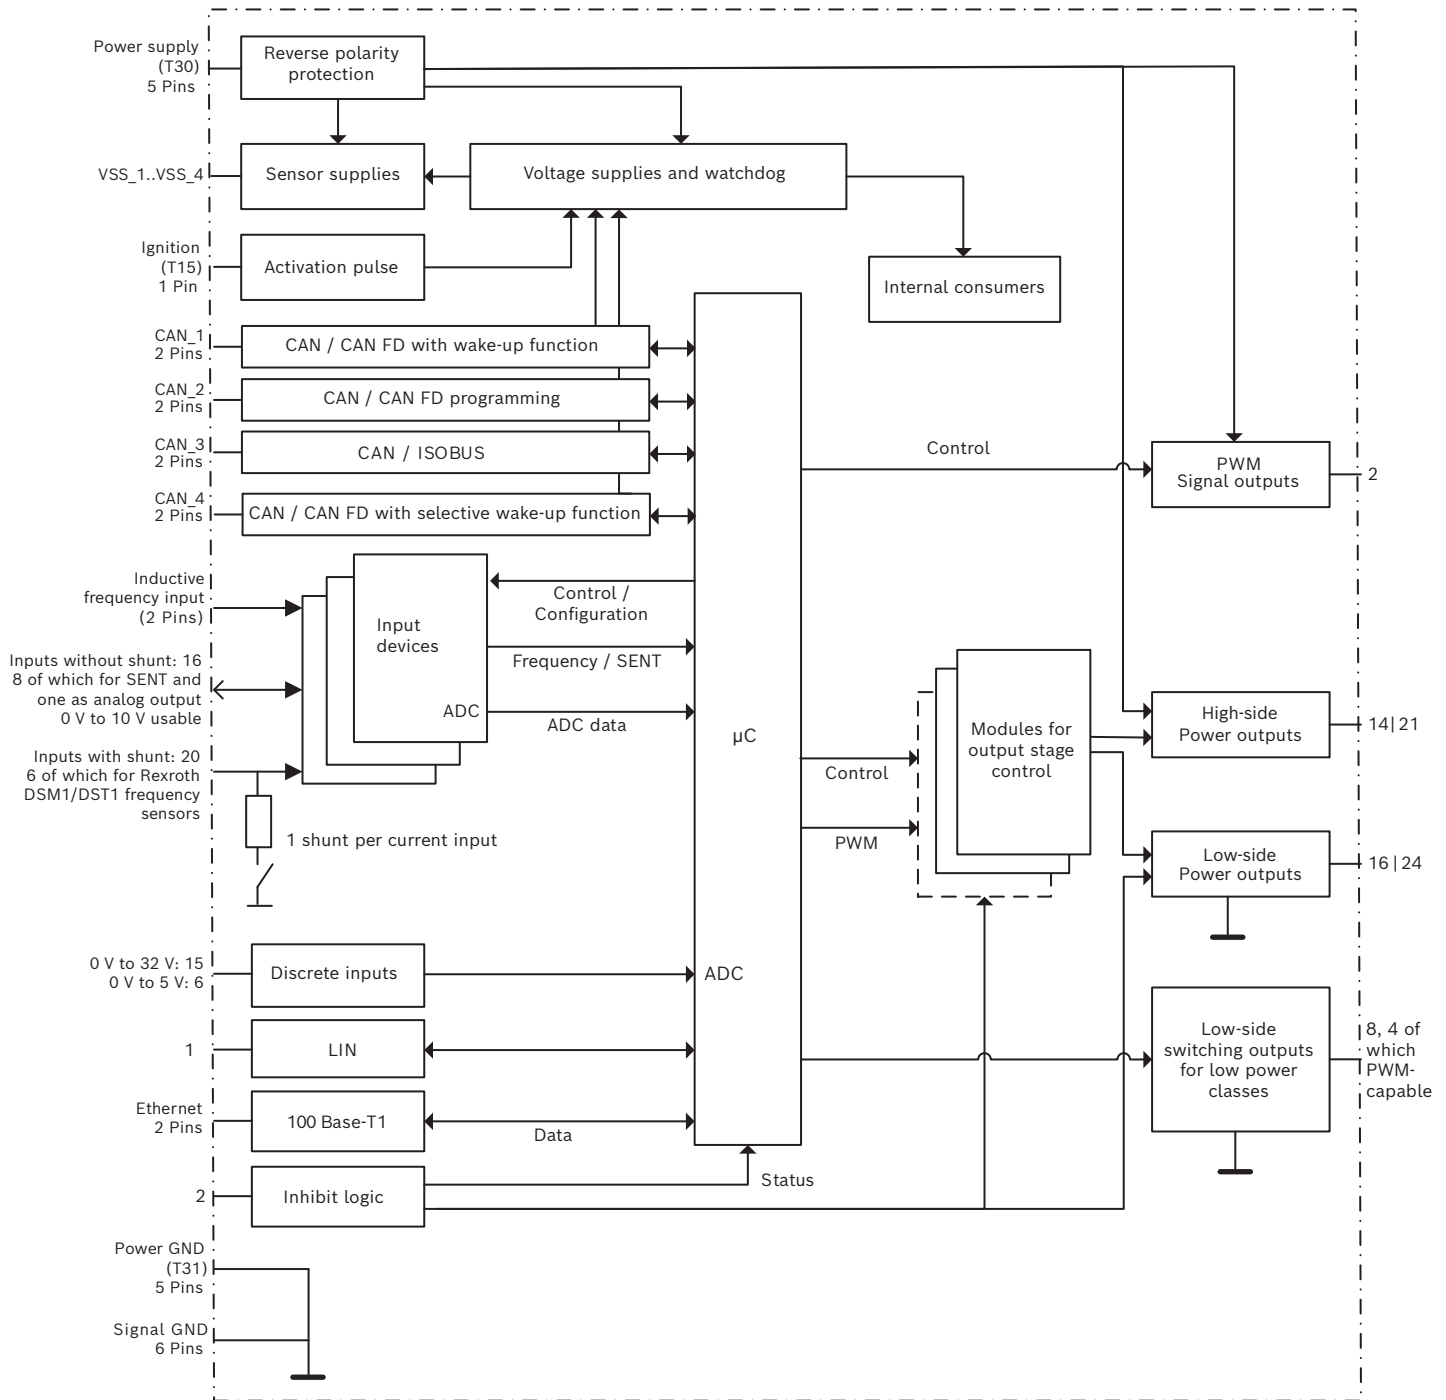 Power supply
(T30)
5 Pins
Reverse polarity
protection
VSS_1..VSS_4
Sensor supplies
Voltage supplies and watchdog
Ignition
(T15)
1 Pin
Activation pulse
Internal consumers
CAN_1
2 Pins
CAN / CAN FD with wake-up function
CAN_2
2 Pins
CAN / CAN FD programming
CAN_3
2 Pins
CAN / ISOBUS
CAN_4
2 Pins
CAN / CAN FD with selective wake-up function
Control
PWM
Signal outputs
2
Inductive
frequency input
(2 Pins)
Inputs without shunt: 16
8 of which for SENT and
one as analog output
0 V to 10 V usable
Inputs with shunt: 20
6 of which for Rexroth
DSM1/DST1 frequency
sensors
1 shunt per current input
Input
devices
ADC
Control /
Configuration
Frequency / SENT
ADC data
µC
Control
PWM
Modules for
output stage
control
High-side
Power outputs
14|21
Low-side
Power outputs
16|24
0 V to 32 V: 15
0 V to 5 V: 6
Discrete inputs
ADC
1
LIN
Low-side
switching outputs
for low power
classes
8, 4 of
which
PWM-
capable
Ethernet
2 Pins
100 Base-T1
Data
2
Inhibit logic
Status
Power GND
(T31)
5 Pins
Signal GND
6 Pins